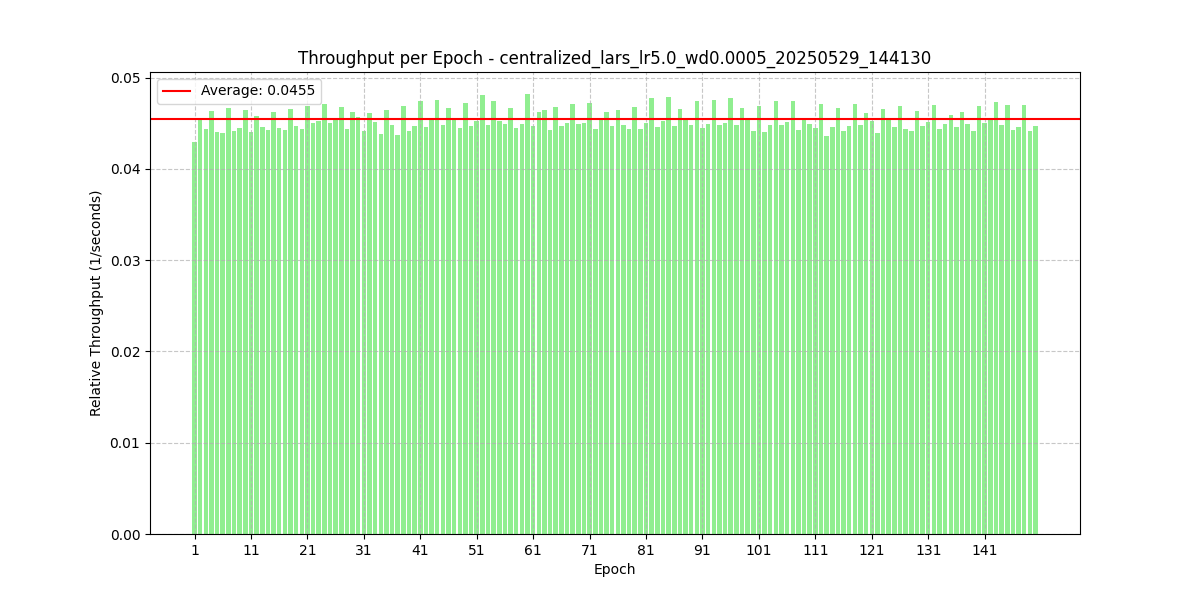 Throughput per Epoch - centralized_lars_lr5.0_wd0.0005_20250529_144130
Average: 0.0455
Relative Throughput (1/seconds)
0.05
0.04
0.03
0.02
0.01
0.00
1 11 21 31 41 51 61 71 81 91 101 111 121 131 141
Epoch